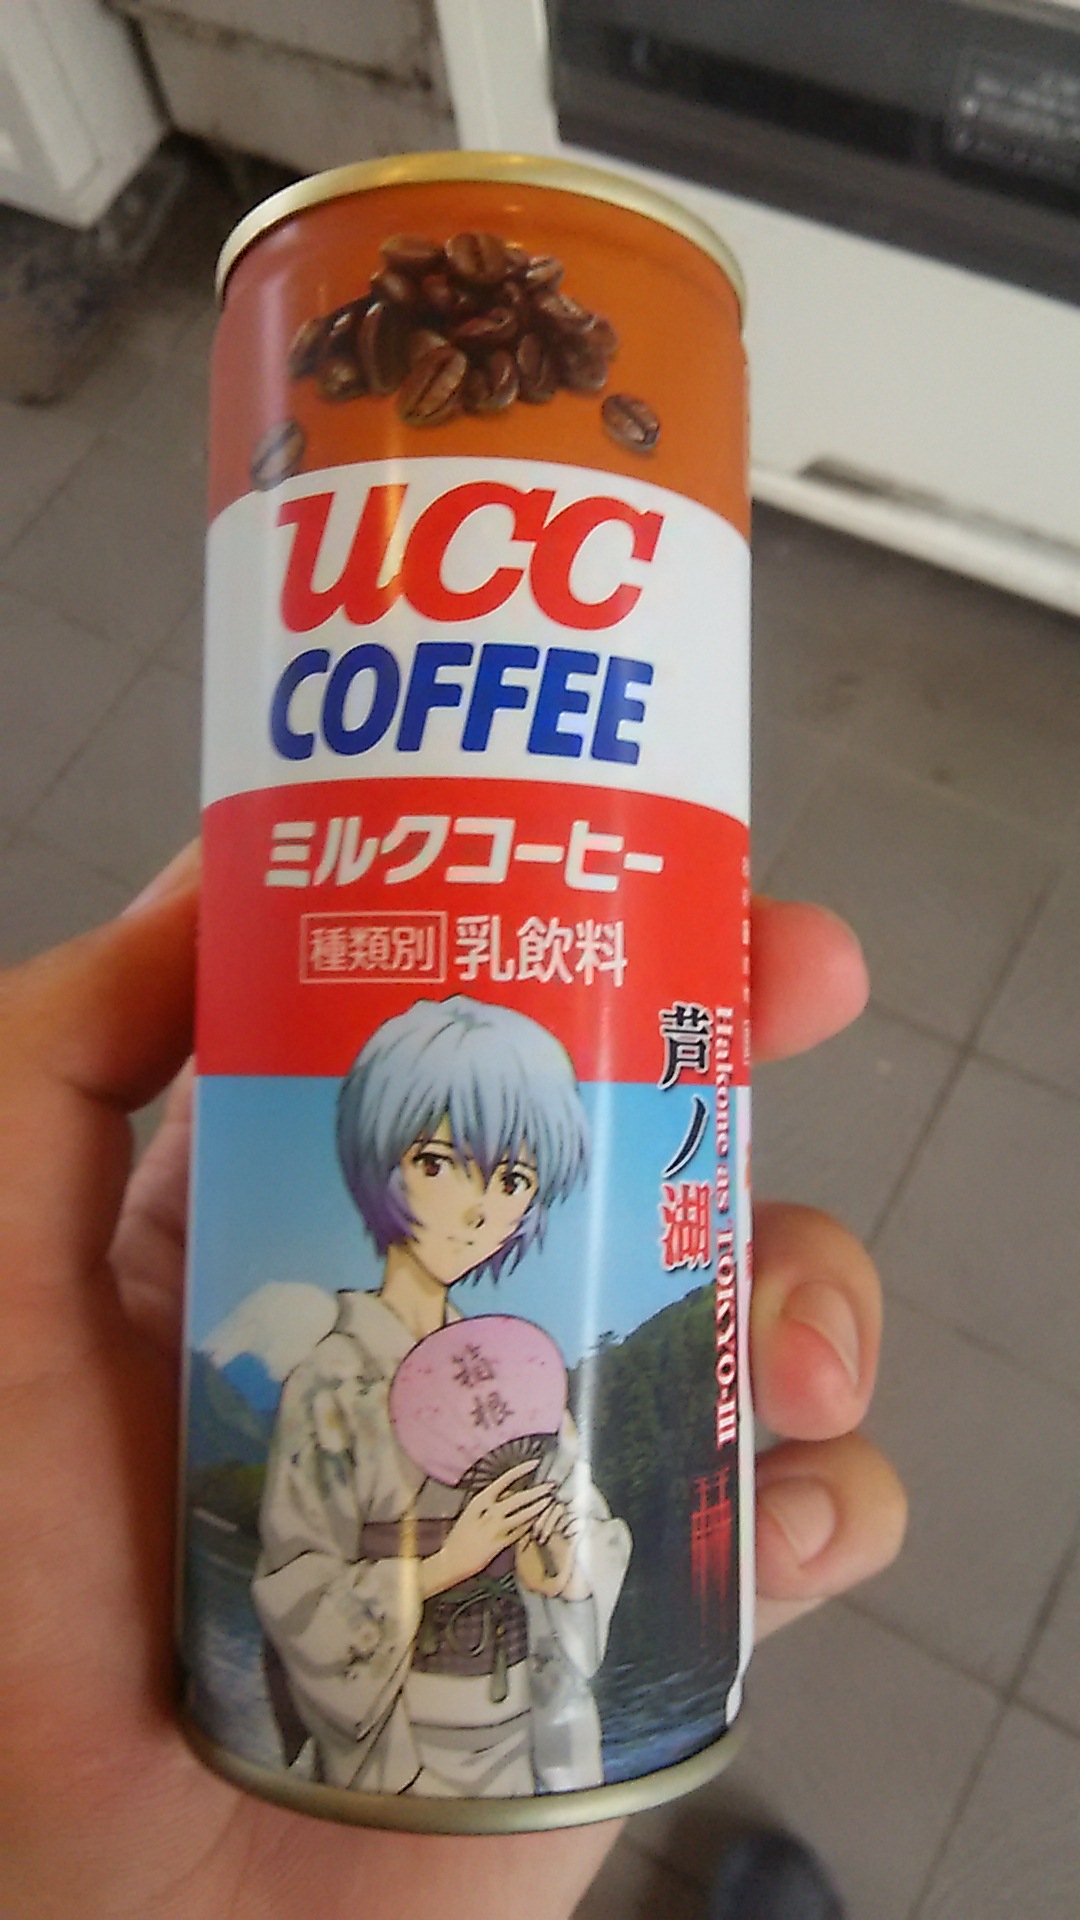 ucc
COFFEE
ミルクコーヒー
種類別 乳飲料
芦ノ湖
Hakone as TOKYO-III
箱根